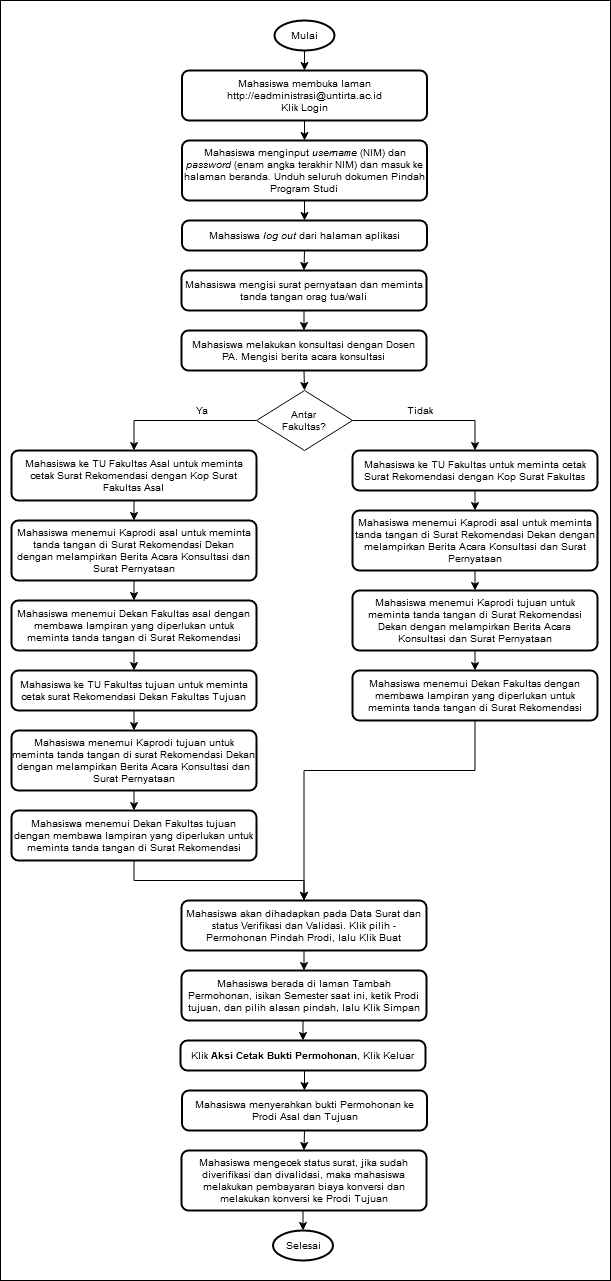 Mulai
Mahasiswa membuka laman
http://eadministrasi@untirta.ac.id
Klik Login
Mahasiswa menginput username (NIM) dan
password (enam angka terakhir NIM) dan masuk ke
halaman beranda. Unduh seluruh dokumen Pindah
Program Studi
Mahasiswa log out dari halaman aplikasi
Mahasiswa mengisi surat pernyataan dan meminta
tanda tangan orag tua/wali
Mahasiswa melakukan konsultasi dengan Dosen
PA. Mengisi berita acara konsultasi
Antar
Fakultas?
Ya
Mahasiswa ke TU Fakultas Asal untuk meminta
cetak Surat Rekomendasi dengan Kop Surat
Fakultas Asal
Mahasiswa menemui Kaprodi asal untuk meminta
tanda tangan di Surat Rekomendasi Dekan
dengan melampirkan Berita Acara Konsultasi dan
Surat Pernyataan
Mahasiswa menemui Dekan Fakultas asal dengan
membawa lampiran yang diperlukan untuk
meminta tanda tangan di Surat Rekomendasi
Mahasiswa ke TU Fakultas tujuan untuk meminta
cetak surat Rekomendasi Dekan Fakultas Tujuan
Mahasiswa menemui Kaprodi tujuan untuk
meminta tanda tangan di surat Rekomendasi Dekan
dengan melampirkan Berita Acara Konsultasi dan
Surat Pernyataan
Mahasiswa menemui Dekan Fakultas tujuan
dengan membawa lampiran yang diperlukan untuk
meminta tanda tangan di Surat Rekomendasi
Tidak
Mahasiswa ke TU Fakultas untuk meminta cetak
Surat Rekomendasi dengan Kop Surat Fakultas
Mahasiswa menemui Kaprodi asal untuk meminta
tanda tangan di Surat Rekomendasi Dekan dengan
melampirkan Berita Acara Konsultasi dan Surat
Pernyataan
Mahasiswa menemui Kaprodi tujuan untuk
meminta tanda tangan di Surat Rekomendasi
Dekan dengan melampirkan Berita Acara
Konsultasi dan Surat Pernyataan
Mahasiswa menemui Dekan Fakultas dengan
membawa lampiran yang diperlukan untuk
meminta tanda tangan di Surat Rekomendasi
Mahasiswa akan dihadapkan pada Data Surat dan
status Verifikasi dan Validasi. Klik pilih -
Permohonan Pindah Prodi, lalu Klik Buat
Mahasiswa berada di laman Tambah
Permohonan, isikan Semester saat ini, ketik Prodi
tujuan, dan pilih alasan pindah, lalu Klik Simpan
Klik Aksi Cetak Bukti Permohonan, Klik Keluar
Mahasiswa menyerahkan bukti Permohonan ke
Prodi Asal dan Tujuan
Mahasiswa mengecek status surat, jika sudah
diverifikasi dan divalidasi, maka mahasiswa
melakukan pembayaran biaya konversi dan
melakukan konversi ke Prodi Tujuan
Selesai